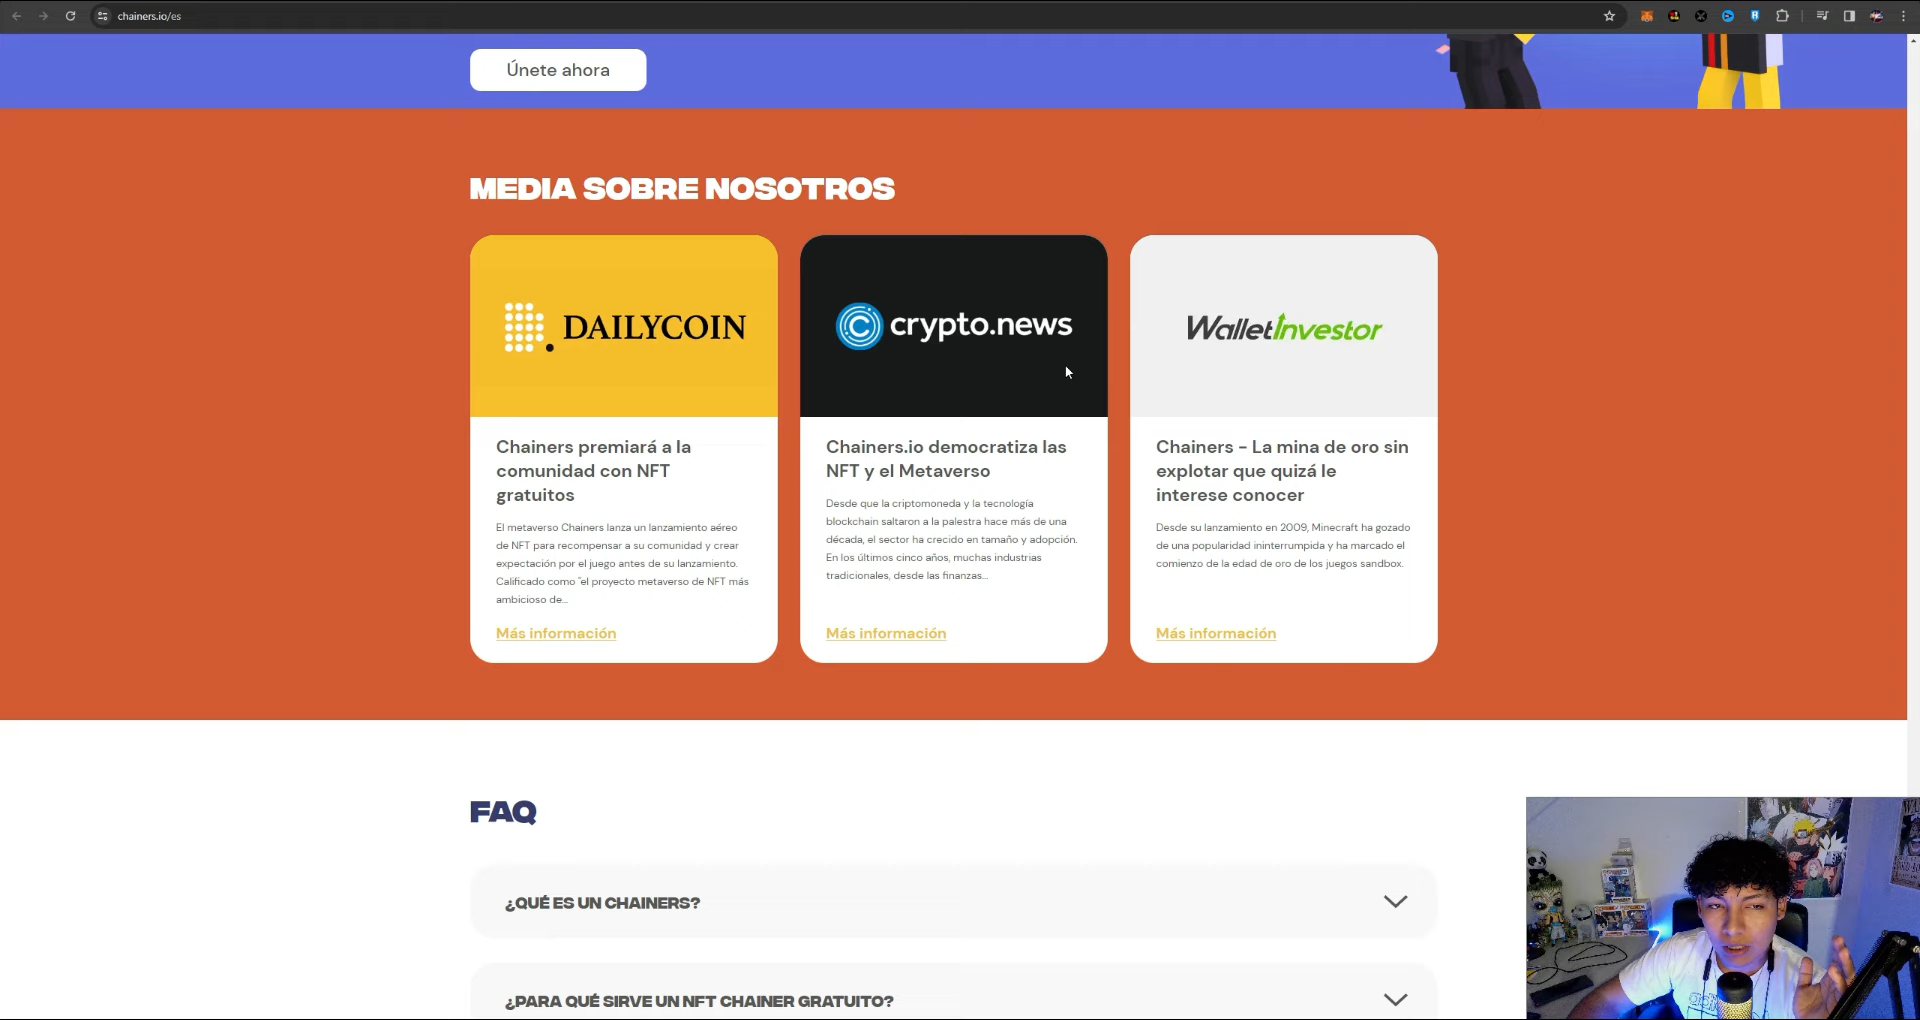 chainers.io/es
Únete ahora
MEDIA SOBRE NOSOTROS
DAILYCOIN
crypto.news
WalletInvestor
Chainers premiará a la
comunidad con NFT
gratuitos
El metaverso Chainers lanza un lanzamiento aéreo
de NFT para recompensar a su comunidad y crear
expectación por el juego antes de su lanzamiento.
Calificado como "el proyecto metaverso de NFT más
ambicioso de...
Más información
Chainers.io democratiza las
NFT y el Metaverso
Desde que la criptomoneda y la tecnología
blockchain saltaron a la palestra hace más de una
década, el sector ha crecido en tamaño y adopción.
En los últimos cinco años, muchas industrias
tradicionales, desde las finanzas...
Más información
Chainers - La mina de oro sin
explotar que quizá le
interese conocer
Desde su lanzamiento en 2009, Minecraft ha gozado
de una popularidad ininterrumpida y ha marcado el
comienzo de la edad de oro de los juegos sandbox.
Más información
FAQ
¿QUÉ ES UN CHAINERS?
¿PARA QUÉ SIRVE UN NFT CHAINER GRATUITO?